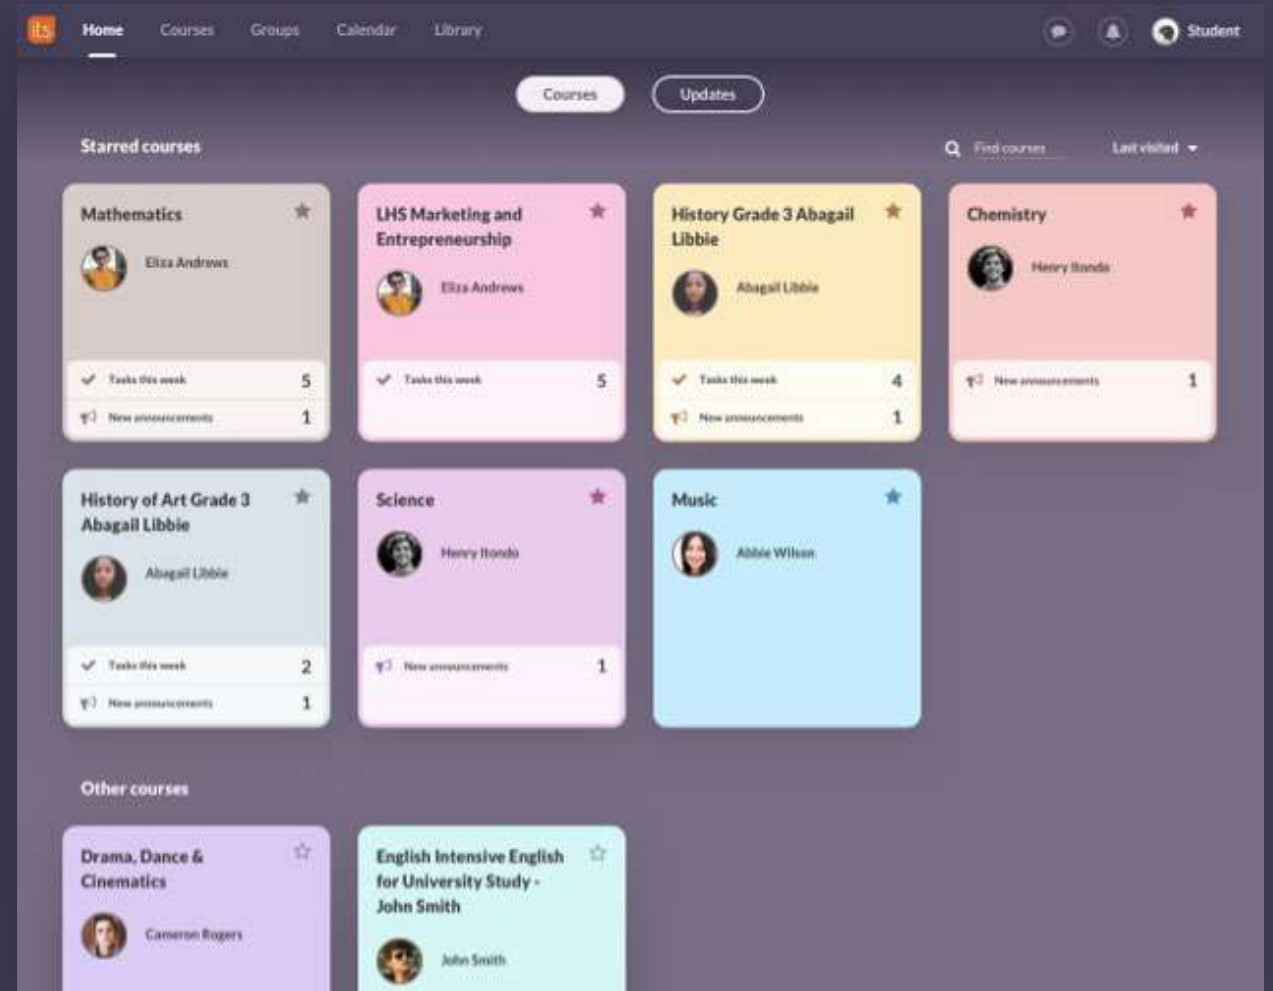 its
Home
Courses
Groups
Calendar
Library
Student
Courses
Updates
Starred courses
Find courses
Last visited
Mathematics
Eliza Andrews
Tasks this week 5
New announcements 1
LHS Marketing and
Entrepreneurship
Eliza Andrews
Tasks this week 5
History Grade 3 Abagail
Libbie
Abagail Libbie
Tasks this week 4
New announcements 1
Chemistry
Henry Itondo
New announcements 1
History of Art Grade 3
Abagail Libbie
Abagail Libbie
Tasks this week 2
New announcements 1
Science
Henry Itondo
New announcements 1
Music
Abbie Wilson
Other courses
Drama, Dance &
Cinematics
Cameron Rogers
English Intensive English
for University Study -
John Smith
John Smith